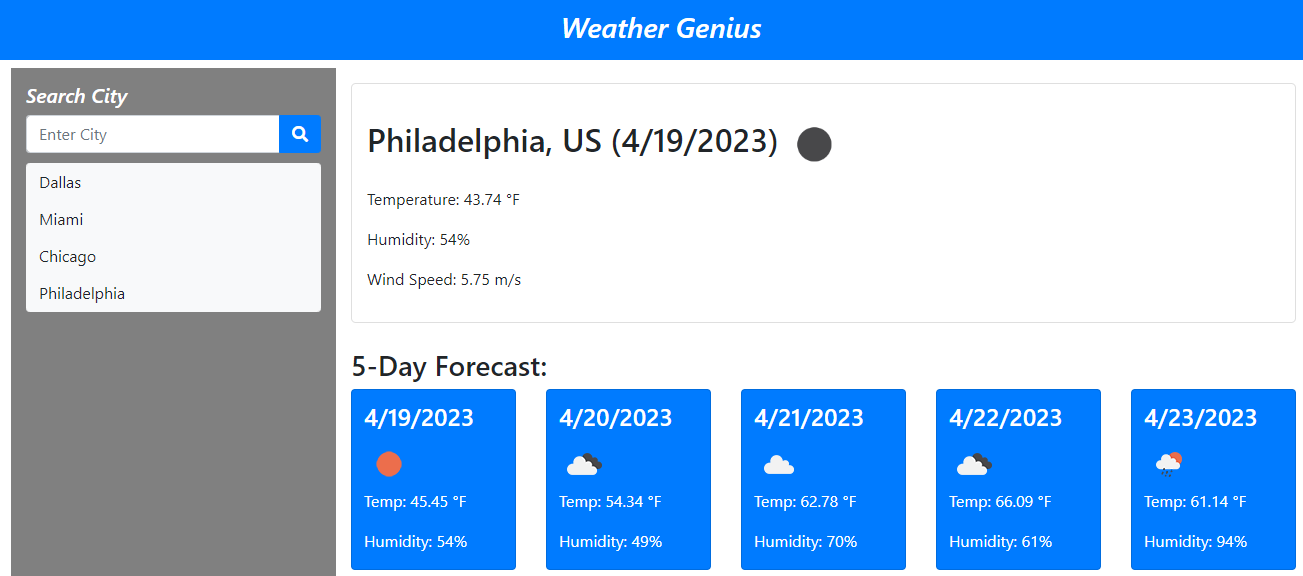 Weather Genius
Search City
Enter City
Dallas
Miami
Chicago
Philadelphia
Philadelphia, US (4/19/2023)
Temperature: 43.74 °F
Humidity: 54%
Wind Speed: 5.75 m/s
5-Day Forecast:
4/19/2023
Temp: 45.45 °F
Humidity: 54%
4/20/2023
Temp: 54.34 °F
Humidity: 49%
4/21/2023
Temp: 62.78 °F
Humidity: 70%
4/22/2023
Temp: 66.09 °F
Humidity: 61%
4/23/2023
Temp: 61.14 °F
Humidity: 94%